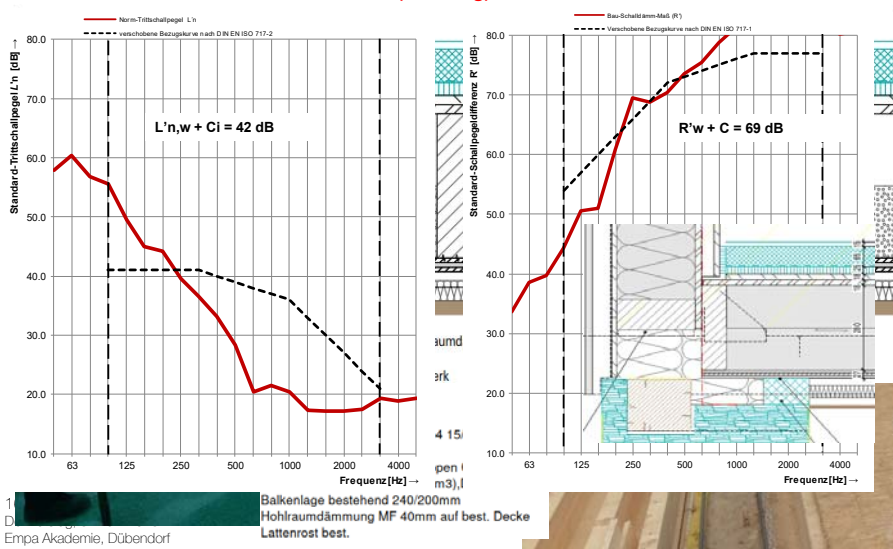 Norm-Trittschallpegel L'n
verschobene Bezugskurve nach DIN EN ISO 717-2
Standard-Trittschallpegel L'n [dB] →
80.0
70.0
60.0
50.0
40.0
30.0
20.0
10.0
L'n,w + Ci = 42 dB
63
125
250
500
1000
2000
4000
Frequenz [Hz] →
Bau-Schalldämm-Maß (R')
Verschobene Bezugskurve nach DIN EN ISO 717-1
Standard-Schallpegeldifferenz R' [dB] →
80.0
70.0
60.0
50.0
40.0
30.0
20.0
10.0
R'w + C = 69 dB
63
125
250
500
1000
2000
4000
Frequenz [Hz] →
erk
4 15/
m3),
Balkenlage bestehend 240/200mm
Hohlraumdämmung MF 40mm auf best. Decke
Lattenrost best.
Empa Akademie, Dübendorf